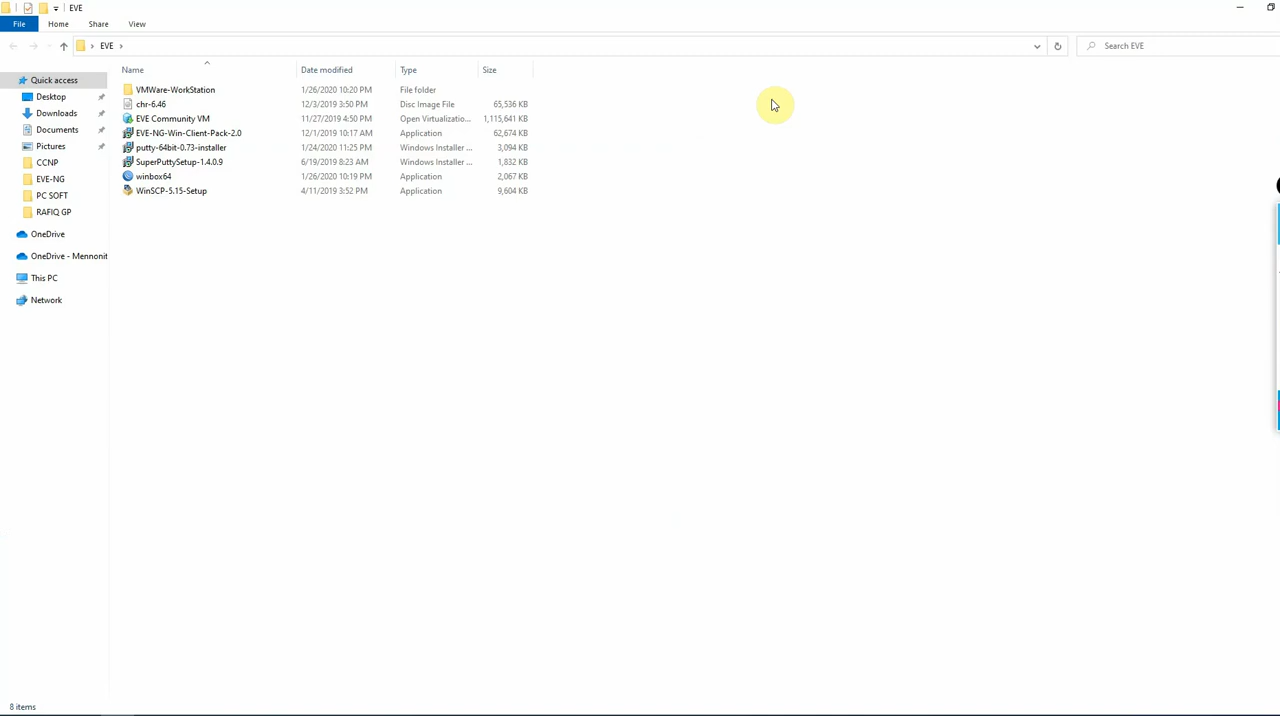 EVE
File Home Share View
EVE
Search EVE
Name Date modified Type Size
Quick access
Desktop
Downloads
Documents
Pictures
CCNP
EVE-NG
PC SOFT
RAFIQ GP
OneDrive
OneDrive - Mennonit
This PC
Network
VMWare-WorkStation 1/26/2020 10:20 PM File folder
chr-6.46 12/3/2019 3:50 PM Disc Image File 65,536 KB
EVE Community VM 11/27/2019 4:50 PM Open Virtualizatio... 1,115,641 KB
EVE-NG-Win-Client-Pack-2.0 12/1/2019 10:17 AM Application 62,674 KB
putty-64bit-0.73-installer 1/24/2020 11:25 PM Windows Installer ... 3,094 KB
SuperPuttySetup-1.4.0.9 6/19/2019 8:23 AM Windows Installer ... 1,832 KB
winbox64 1/26/2020 10:19 PM Application 2,067 KB
WinSCP-5.15-Setup 4/11/2019 3:52 PM Application 9,604 KB
8 items